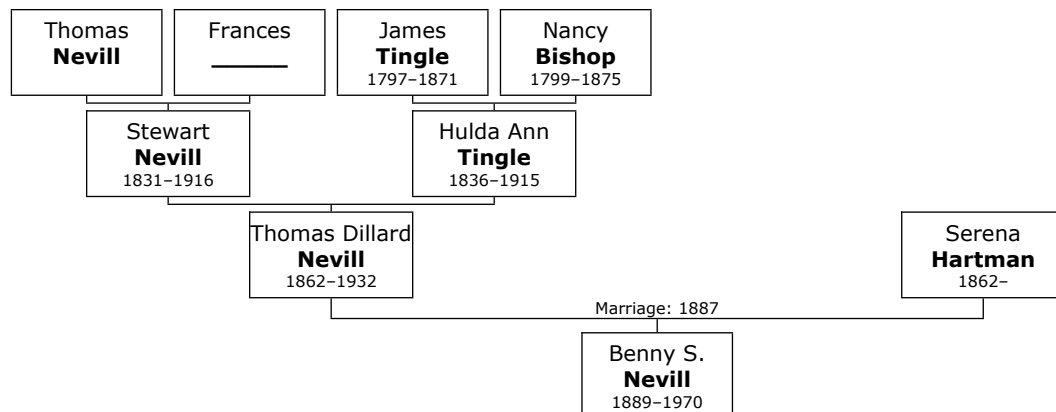 Thomas
Nevill
Frances
______
James
Tingle
1797–1871
Nancy
Bishop
1799–1875
Stewart
Nevill
1831–1916
Hulda Ann
Tingle
1836–1915
Thomas Dillard
Nevill
1862–1932
Serena
Hartman
1862–
Marriage: 1887
Benny S.
Nevill
1889–1970